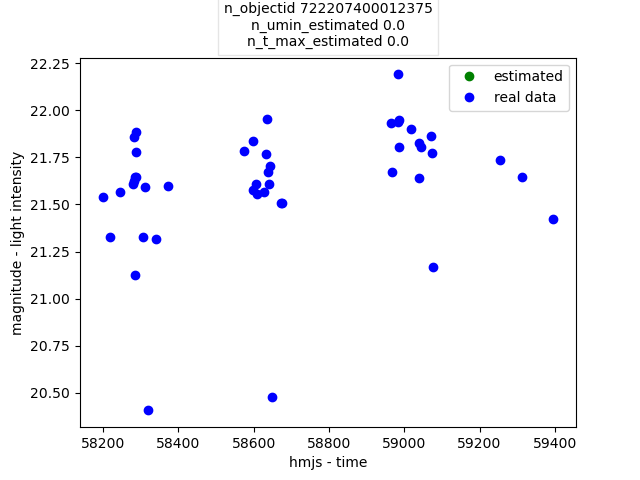 n_objectid 722207400012375
n_umin_estimated 0.0
n_t_max_estimated 0.0
22.25
22.00
21.75
21.50
21.25
21.00
20.75
20.50
magnitude - light intensity
estimated
real data
58200 58400 58600 58800 59000 59200 59400
hmjs - time